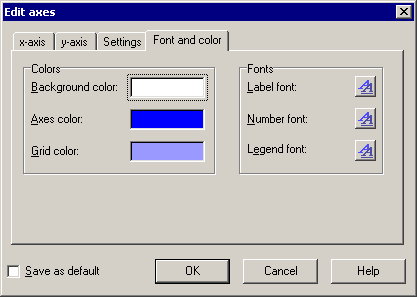 Edit axes
x-axis y-axis Settings Font and color
Colors Fonts
Background color: Label font:
Axes color: Number font:
Grid color: Legend font:
Save as default OK Cancel Help